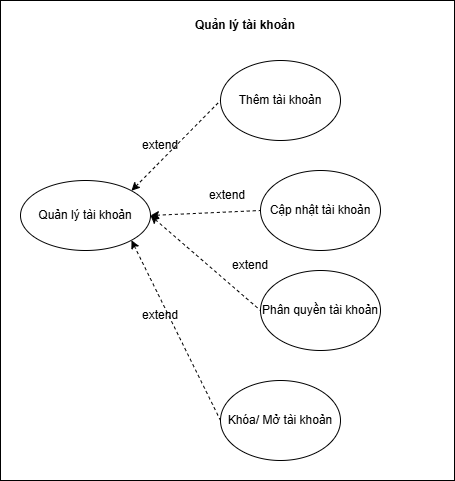 Quản lý tài khoản
Thêm tài khoản
extend
extend
Cập nhật tài khoản
Quản lý tài khoản
extend
Phân quyền tài khoản
extend
Khóa/ Mở tài khoản